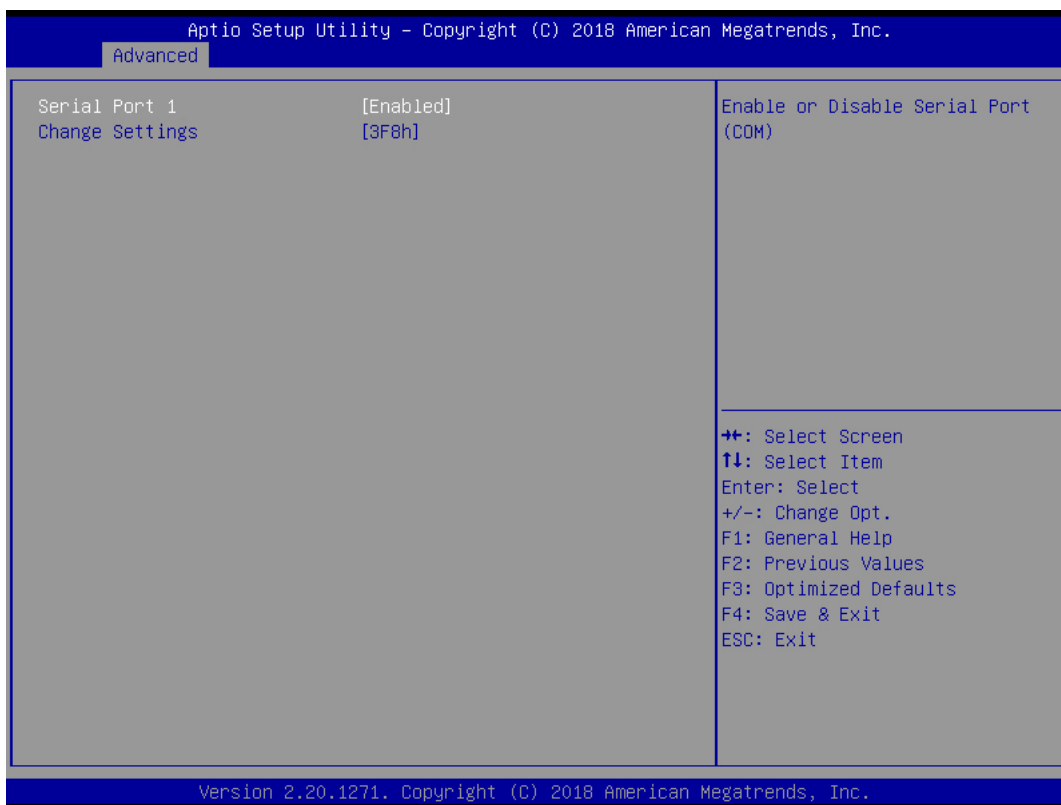 Aptio Setup Utility – Copyright (C) 2018 American Megatrends, Inc.
Advanced
Serial Port 1 [Enabled]
Change Settings [3F8h]
Enable or Disable Serial Port
(COM)
→←: Select Screen
↑↓: Select Item
Enter: Select
+/-: Change Opt.
F1: General Help
F2: Previous Values
F3: Optimized Defaults
F4: Save & Exit
ESC: Exit
Version 2.20.1271. Copyright (C) 2018 American Megatrends, Inc.